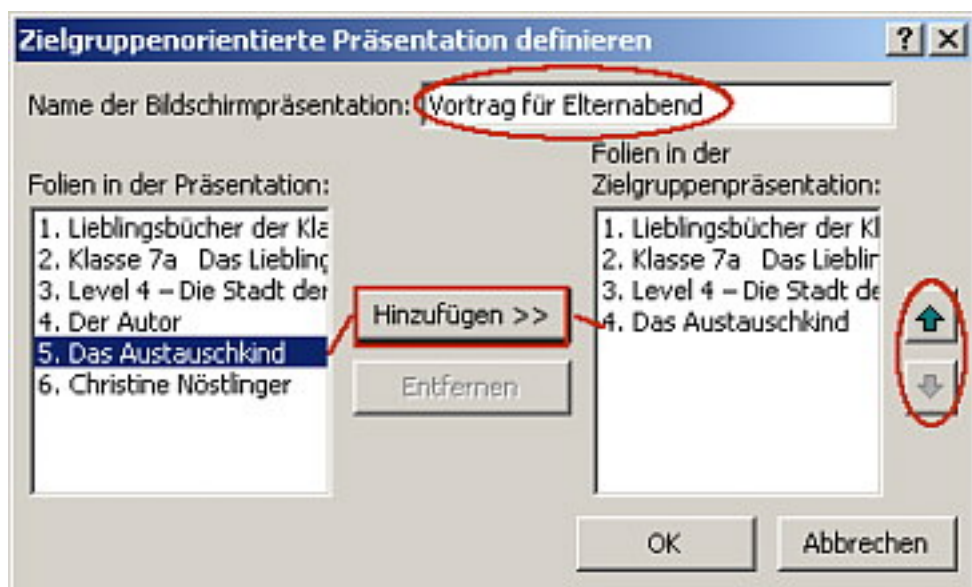 Zielgruppenorientierte Präsentation definieren
Name der Bildschirmpräsentation: Vortrag für Elternabend
Folien in der Präsentation:
1. Lieblingsbücher der Kla
2. Klasse 7a Das Liebling
3. Level 4 – Die Stadt der
4. Der Autor
5. Das Austauschkind
6. Christine Nöstlinger
Hinzufügen >>
Entfernen
Folien in der
Zielgruppenpräsentation:
1. Lieblingsbücher der Kl
2. Klasse 7a Das Lieblin
3. Level 4 – Die Stadt de
4. Das Austauschkind
OK
Abbrechen